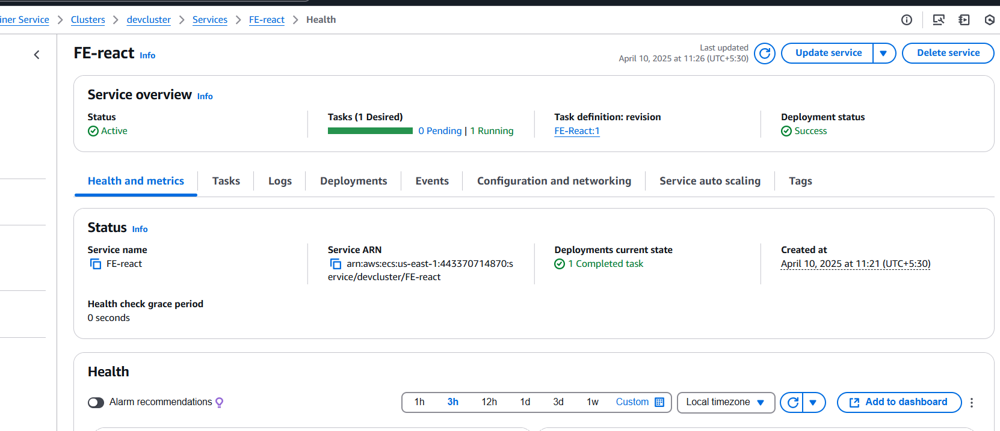 iner Service > Clusters > devcluster > Services > FE-react > Health
FE-react Info
Last updated
April 10, 2025 at 11:26 (UTC+5:30)
Update service
Delete service
Service overview Info
Status
Active
Tasks (1 Desired)
0 Pending | 1 Running
Task definition: revision
FE-React:1
Deployment status
Success
Health and metrics
Tasks
Logs
Deployments
Events
Configuration and networking
Service auto scaling
Tags
Status Info
Service name
FE-react
Service ARN
arn:aws:ecs:us-east-1:443370714870:s
ervice/devcluster/FE-react
Deployments current state
1 Completed task
Created at
April 10, 2025 at 11:21 (UTC+5:30)
Health check grace period
0 seconds
Health
Alarm recommendations
1h 3h 12h 1d 3d 1w Custom
Local timezone
Add to dashboard